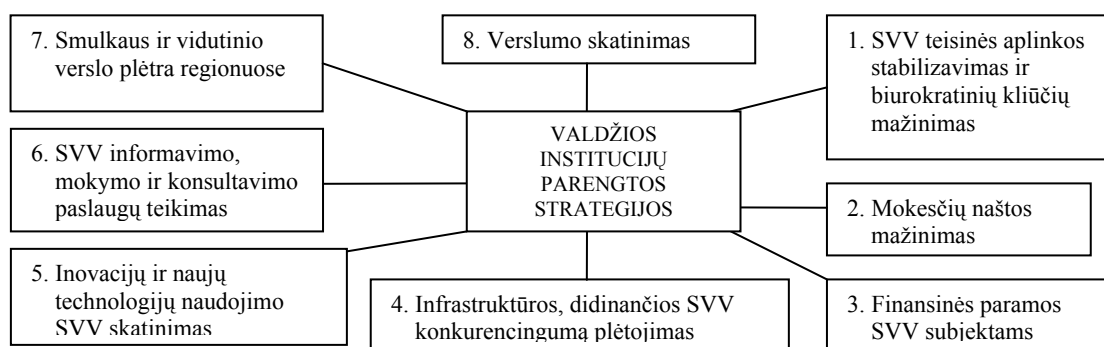 7. Smulkaus ir vidutinio
verslo plėtra regionuose
8. Verslumo skatinimas
1. SVV teisinės aplinkos
stabilizavimas ir
biurokratinių kliūčių
mažinimas
VALDŽIOS
INSTITUCIJŲ
PARENGTOS
STRATEGIJOS
6. SVV informavimo,
mokymo ir konsultavimo
paslaugų teikimas
2. Mokesčių naštos
mažinimas
5. Inovacijų ir naujų
technologijų naudojimo
SVV skatinimas
4. Infrastruktūros, didinančios SVV
konkurencingumą plėtojimas
3. Finansinės paramos
SVV subjektams